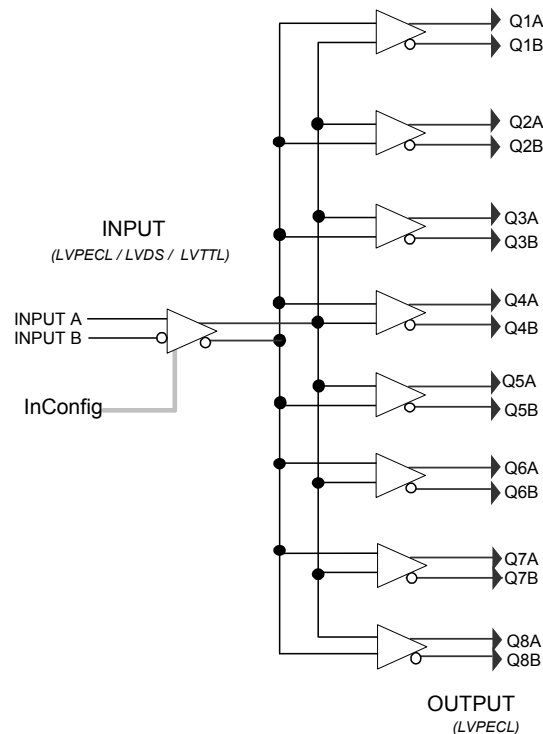 Q1A
Q1B
Q2A
Q2B
INPUT
(LVPECL / LVDS / LVTTL)
Q3A
Q3B
INPUT A
INPUT B
Q4A
Q4B
InConfig
Q5A
Q5B
Q6A
Q6B
Q7A
Q7B
Q8A
Q8B
OUTPUT
(LVPECL)